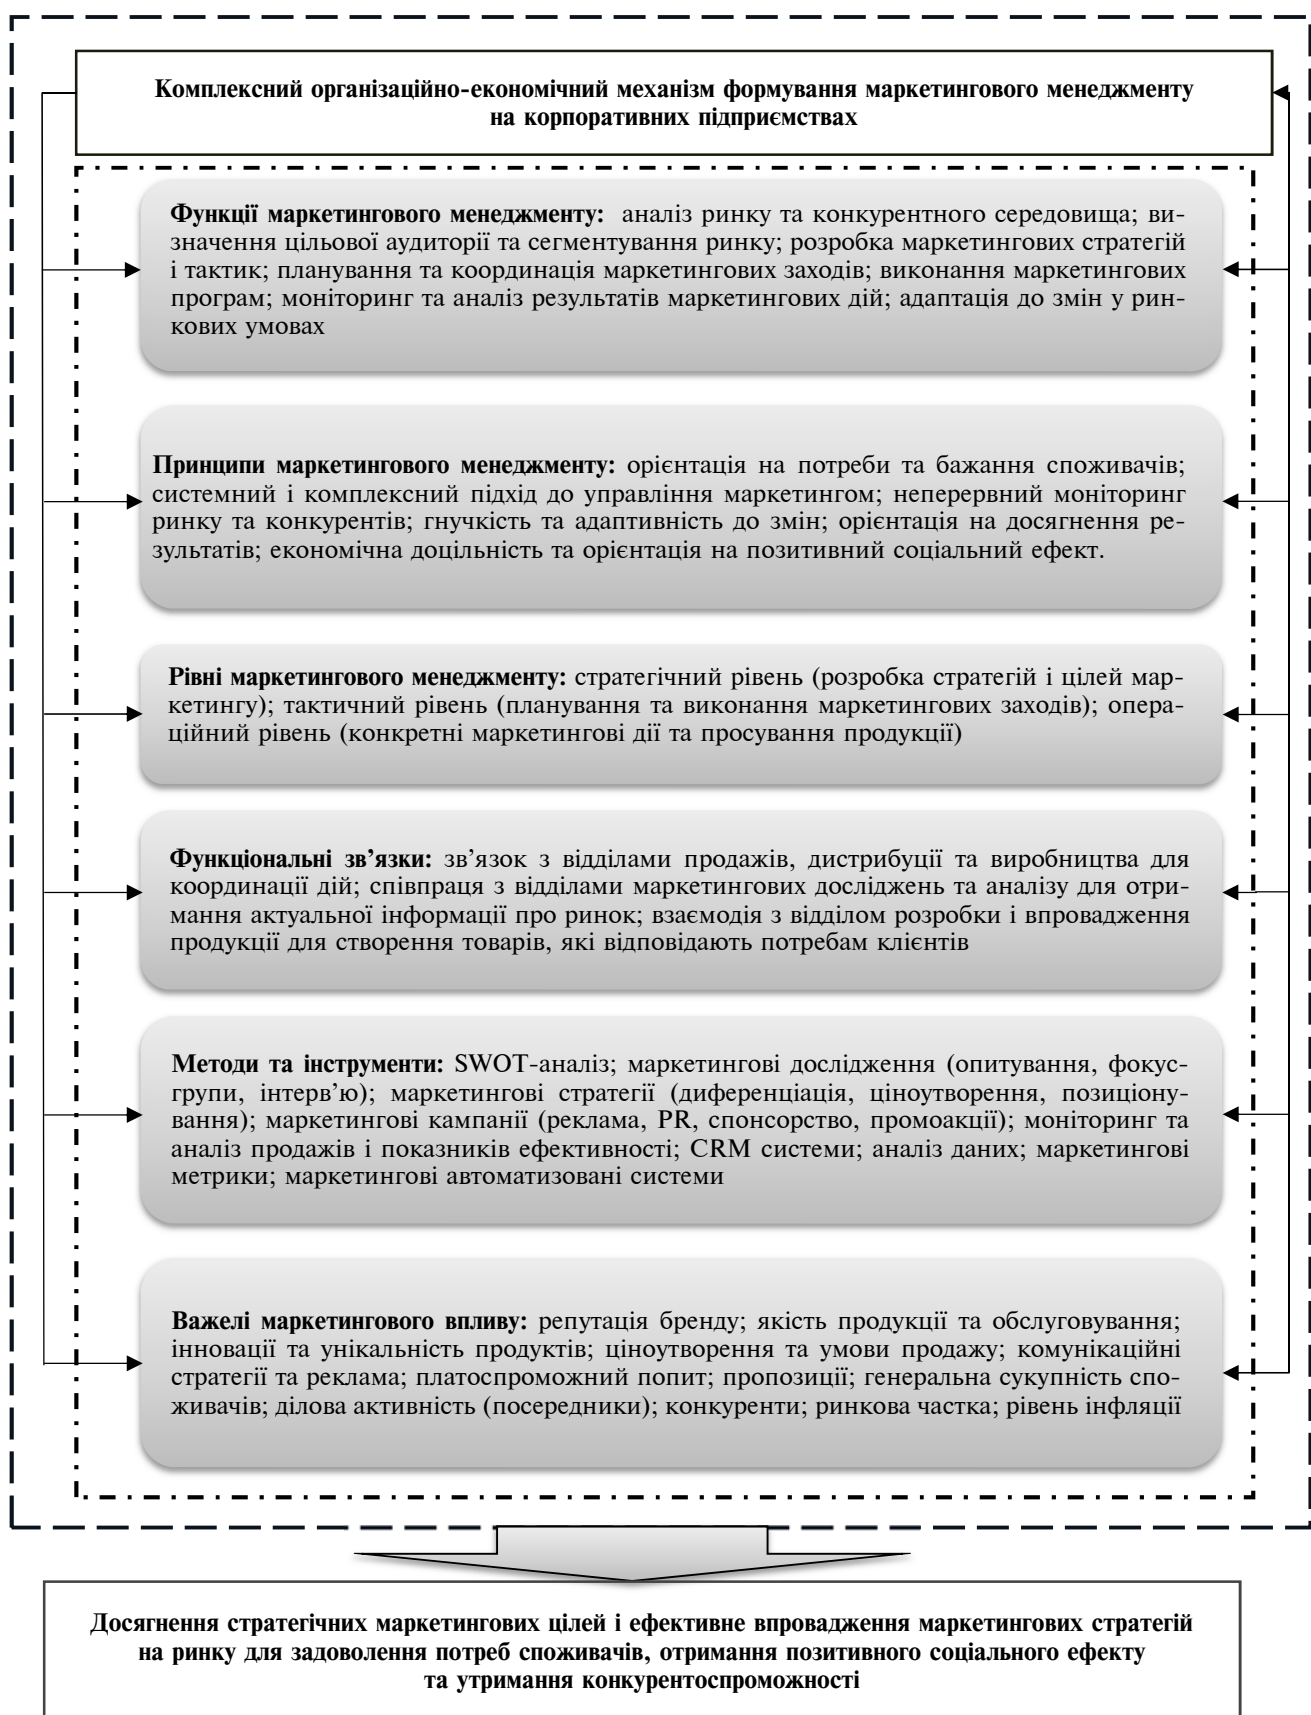 Комплексний організаційно-економічний механізм формування маркетингового менеджменту
на корпоративних підприємствах
Функції маркетингового менеджменту: аналіз ринку та конкурентного середовища; ви-
значення цільової аудиторії та сегментування ринку; розробка маркетингових стратегій
і тактик; планування та координація маркетингових заходів; виконання маркетингових
програм; моніторинг та аналіз результатів маркетингових дій; адаптація до змін у рин-
кових умовах
Принципи маркетингового менеджменту: орієнтація на потреби та бажання споживачів;
системний і комплексний підхід до управління маркетингом; неперервний моніторинг
ринку та конкурентів; гнучкість та адаптивність до змін; орієнтація на досягнення ре-
зультатів; економічна доцільність та орієнтація на позитивний соціальний ефект.
Рівні маркетингового менеджменту: стратегічний рівень (розробка стратегій і цілей мар-
кетингу); тактичний рівень (планування та виконання маркетингових заходів); опера-
ційний рівень (конкретні маркетингові дії та просування продукції)
Функціональні зв’язки: зв’язок з відділами продажів, дистрибуції та виробництва для
координації дій; співпраця з відділами маркетингових досліджень та аналізу для отри-
мання актуальної інформації про ринок; взаємодія з відділом розробки і впровадження
продукції для створення товарів, які відповідають потребам клієнтів
Методи та інструменти: SWOT-аналіз; маркетингові дослідження (опитування, фокус-
групи, інтерв’ю); маркетингові стратегії (диференціація, ціноутворення, позиціону-
вання); маркетингові кампанії (реклама, PR, спонсорство, промоакції); моніторинг та
аналіз продажів і показників ефективності; CRM системи; аналіз даних; маркетингові
метрики; маркетингові автоматизовані системи
Важелі маркетингового впливу: репутація бренду; якість продукції та обслуговування;
інновації та унікальність продуктів; ціноутворення та умови продажу; комунікаційні
стратегії та реклама; платоспроможний попит; пропозиції; генеральна сукупність спо-
живачів; ділова активність (посередники); конкуренти; ринкова частка; рівень інфляції
Досягнення стратегічних маркетингових цілей і ефективне впровадження маркетингових стратегій
на ринку для задоволення потреб споживачів, отримання позитивного соціального ефекту
та утримання конкурентоспроможності